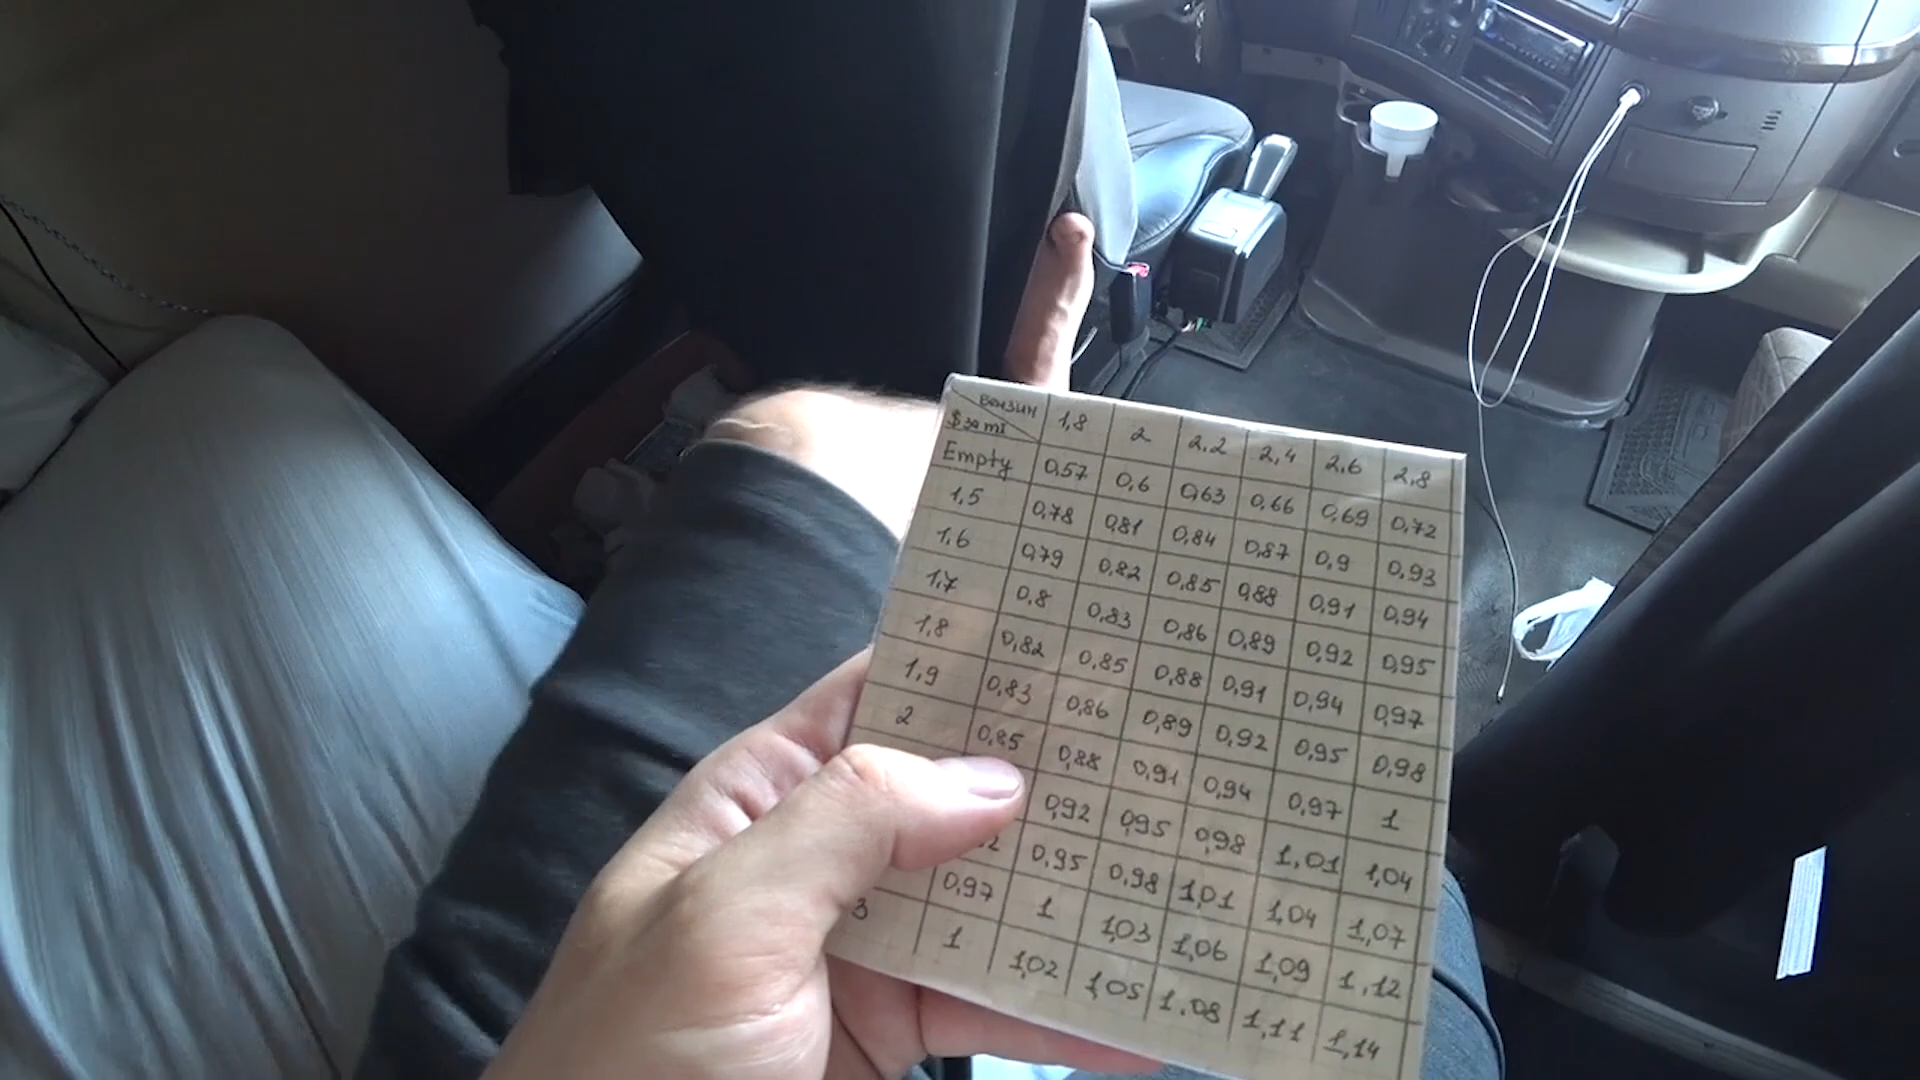 Бензин 1,8 2 2.2 2,4 2,6 2,8
$ за mi
Empty 0,57 0,6 0,63 0,66 0,69 0,72
1,5 0,78 0,81 0,84 0,87 0,9 0,93
1,6 0,79 0,82 0,85 0,88 0,91 0,94
1,7 0,8 0,83 0,86 0,89 0,92 0,95
1,8 0,82 0,85 0,88 0,91 0,94 0,97
1,9 0,83 0,86 0,89 0,92 0,95 0,98
2 0,85 0,88 0,91 0,94 0,97 1
0,92 0,95 0,98 1,01 1,04
0,95 0,98 1,01 1,04 1,07
0,97 1 1,03 1,06 1,09 1,12
3 1 1,02 1,05 1.08 1,11 1,14